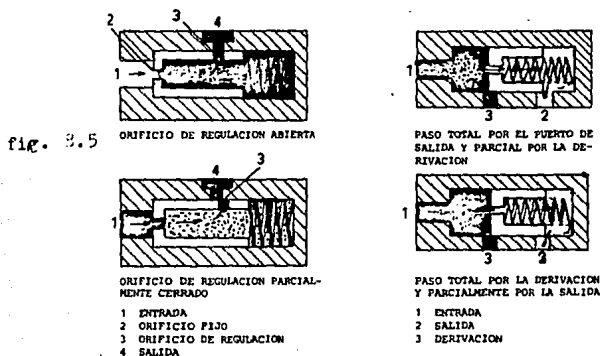 3
4
2
1
ORIFICIO DE REGULACION ABIERTA
fig. 3.5
4
3
1
ORIFICIO DE REGULACION PARCIAL-
MENTE CERRADO
1 ENTRADA
2 ORIFICIO FIJO
3 ORIFICIO DE REGULACION
4 SALIDA
1
3
2
PASO TOTAL POR EL PUERTO DE
SALIDA Y PARCIAL POR LA DE-
RIVACION
1
3
2
PASO TOTAL POR LA DERIVACION
Y PARCIALMENTE POR LA SALIDA
1 ENTRADA
2 SALIDA
3 DERIVACION